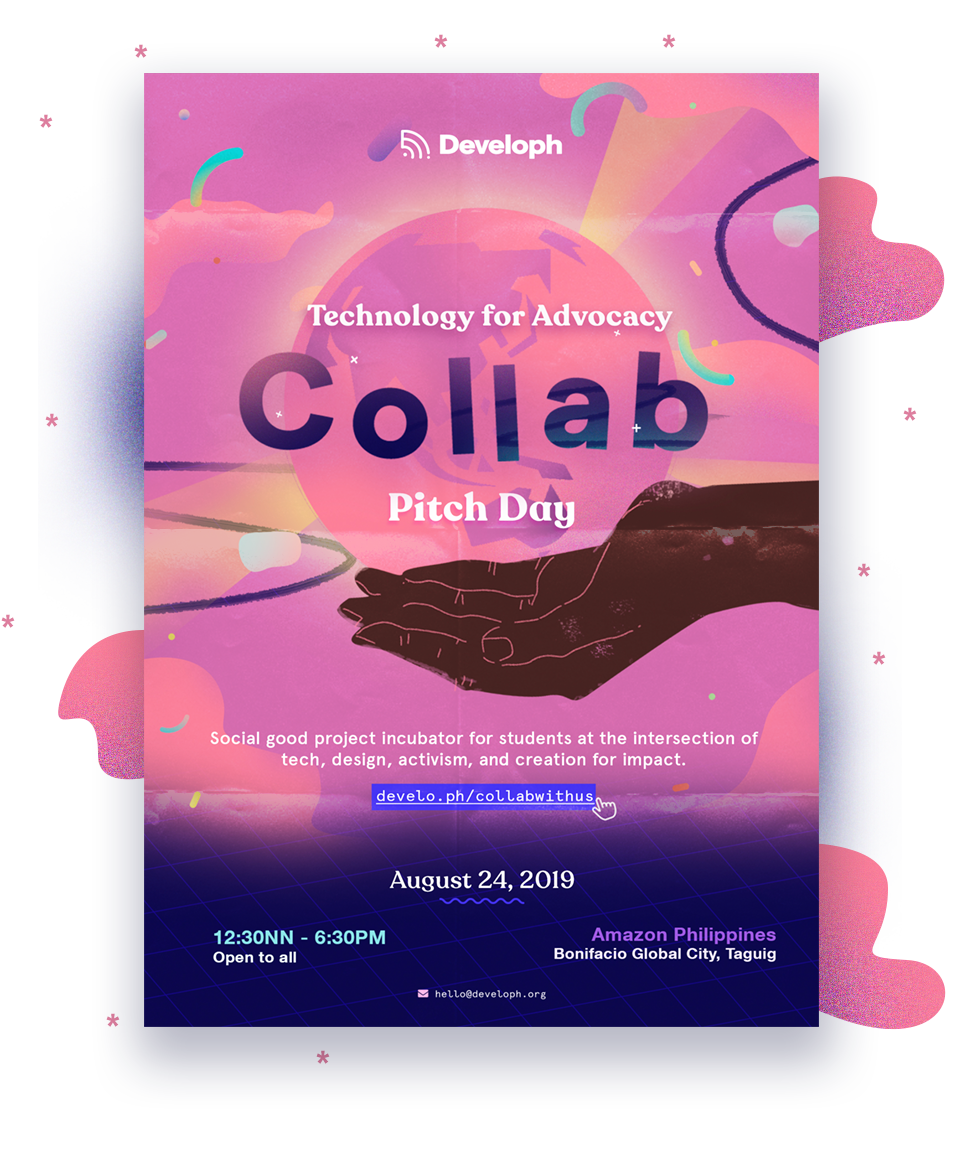 Developh
Technology for Advocacy
Collab
Pitch Day
Social good project incubator for students at the intersection of
tech, design, activism, and creation for impact.
develo.ph/collabwithus
August 24, 2019
12:30NN - 6:30PM
Open to all
Amazon Philippines
Bonifacio Global City, Taguig
hello@developh.org